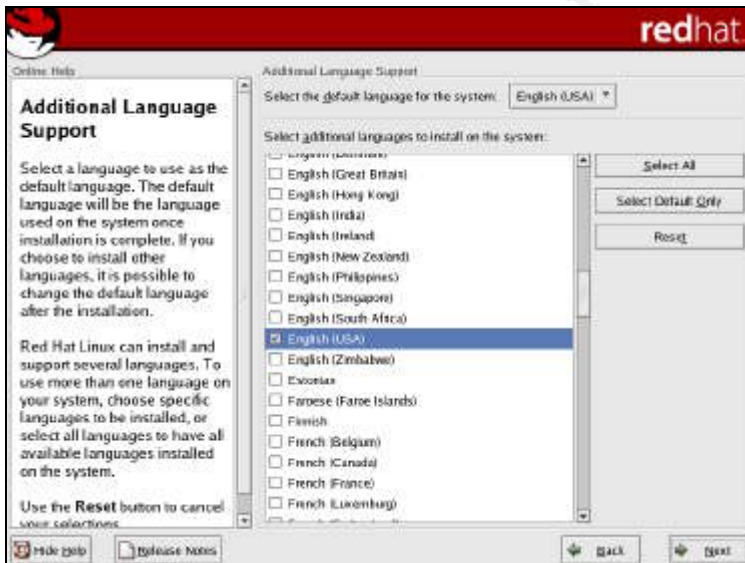 redhat.
Online Help
Additional Language
Support
Select a language to use as the
default language. The default
language will be the language
used on the system once
installation is complete. If you
choose to install other
languages, it is possible to
change the default language
after the installation.
Red Hat Linux can install and
support several languages. To
use more than one language on
your system, choose specific
languages to be installed, or
select all languages to have all
available languages installed
on the system.
Use the Reset button to cancel
your selections.
Additional Language Support
Select the default language for the system: English (USA)
Select additional languages to install on the system:
English (Denmark)
English (Great Britain)
English (Hong Kong)
English (India)
English (Ireland)
English (New Zealand)
English (Philippines)
English (Singapore)
English (South Africa)
English (USA)
English (Zimbabwe)
Estonian
Faroese (Faroe Islands)
Finnish
French (Belgium)
French (Canada)
French (France)
French (Luxemburg)
Select All
Select Default Only
Reset
Hide Help
Release Notes
Back
Next